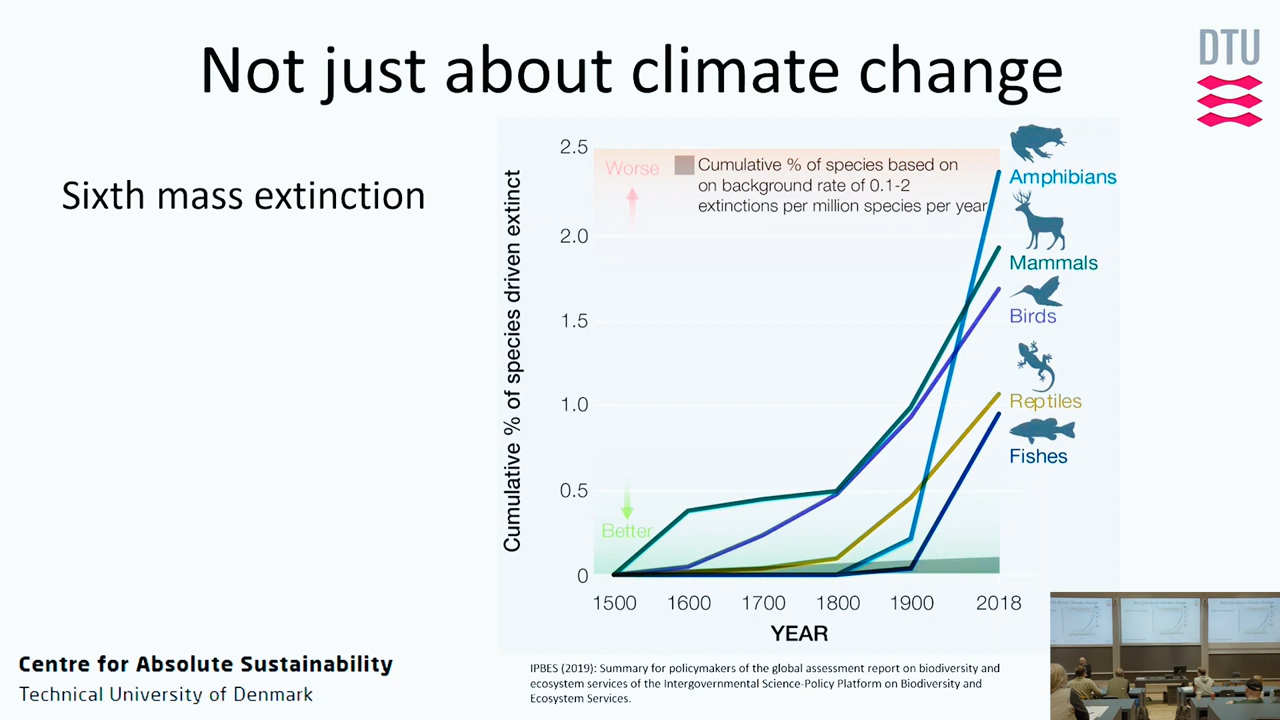 Not just about climate change
DTU
Sixth mass extinction
Cumulative % of species driven extinct
2.5
2.0
1.5
1.0
0.5
0
Worse
Cumulative % of species based on
on background rate of 0.1-2
extinctions per million species per year
Better
Amphibians
Mammals
Birds
Reptiles
Fishes
1500 1600 1700 1800 1900 2018
YEAR
Centre for Absolute Sustainability
Technical University of Denmark
IPBES (2019): Summary for policymakers of the global assessment report on biodiversity and
ecosystem services of the Intergovernmental Science-Policy Platform on Biodiversity and
Ecosystem Services.